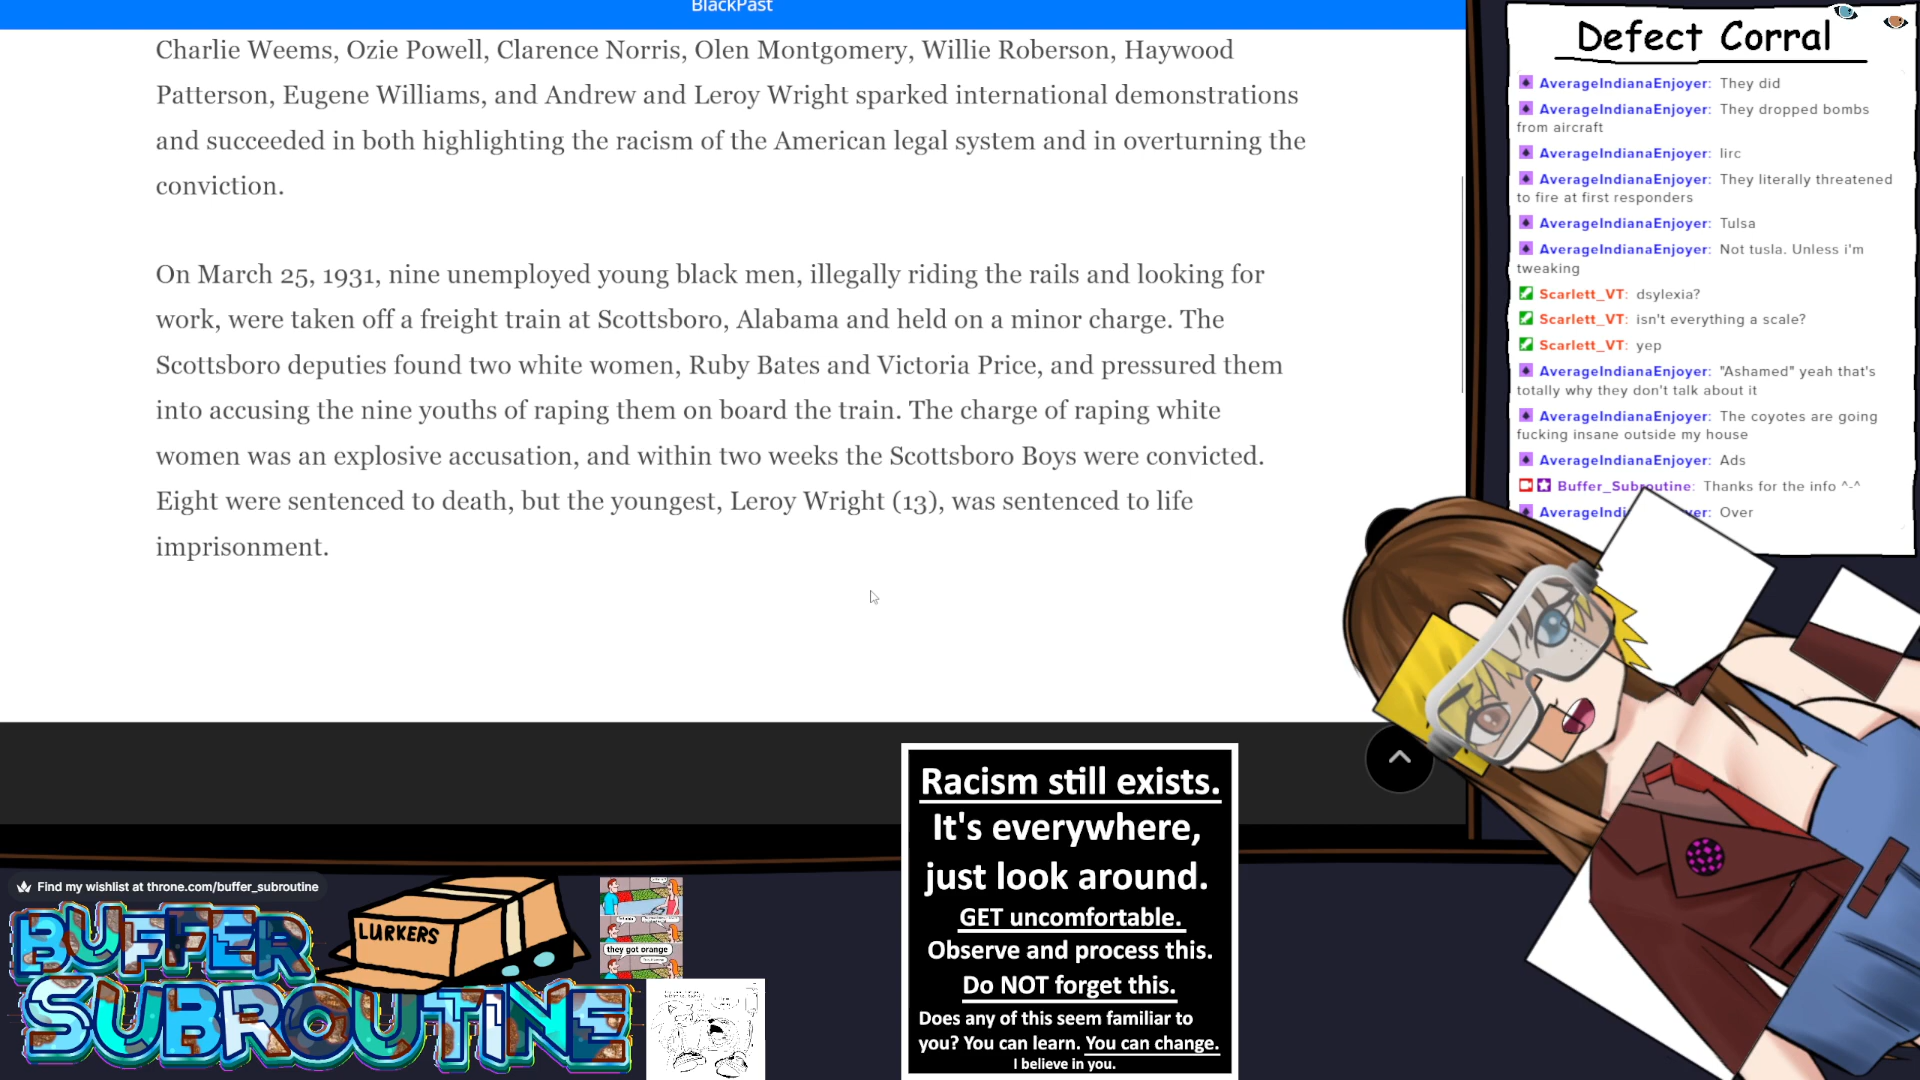 BlackPast
Charlie Weems, Ozie Powell, Clarence Norris, Olen Montgomery, Willie Roberson, Haywood
Patterson, Eugene Williams, and Andrew and Leroy Wright sparked international demonstrations
and succeeded in both highlighting the racism of the American legal system and in overturning the
conviction.
On March 25, 1931, nine unemployed young black men, illegally riding the rails and looking for
work, were taken off a freight train at Scottsboro, Alabama and held on a minor charge. The
Scottsboro deputies found two white women, Ruby Bates and Victoria Price, and pressured them
into accusing the nine youths of raping them on board the train. The charge of raping white
women was an explosive accusation, and within two weeks the Scottsboro Boys were convicted.
Eight were sentenced to death, but the youngest, Leroy Wright (13), was sentenced to life
imprisonment.
Defect Corral
AverageIndianaEnjoyer: They did
AverageIndianaEnjoyer: They dropped bombs
from aircraft
AverageIndianaEnjoyer: Iirc
AverageIndianaEnjoyer: They literally threatened
to fire at first responders
AverageIndianaEnjoyer: Tulsa
AverageIndianaEnjoyer: Not tusla. Unless i'm
tweaking
Scarlett_VT: dsylexia?
Scarlett_VT: isn't everything a scale?
Scarlett_VT: yep
AverageIndianaEnjoyer: "Ashamed" yeah that's
totally why they don't talk about it
AverageIndianaEnjoyer: The coyotes are going
fucking insane outside my house
AverageIndianaEnjoyer: Ads
Buffer_Subroutine: Thanks for the info ^-^
AverageIndi yer: Over
Find my wishlist at throne.com/buffer_subroutine
BUFFER
SUBROUTINE
LURKERS
they got orange
Racism still exists.
It's everywhere,
just look around.
GET uncomfortable.
Observe and process this.
Do NOT forget this.
Does any of this seem familiar to
you? You can learn. You can change.
I believe in you.